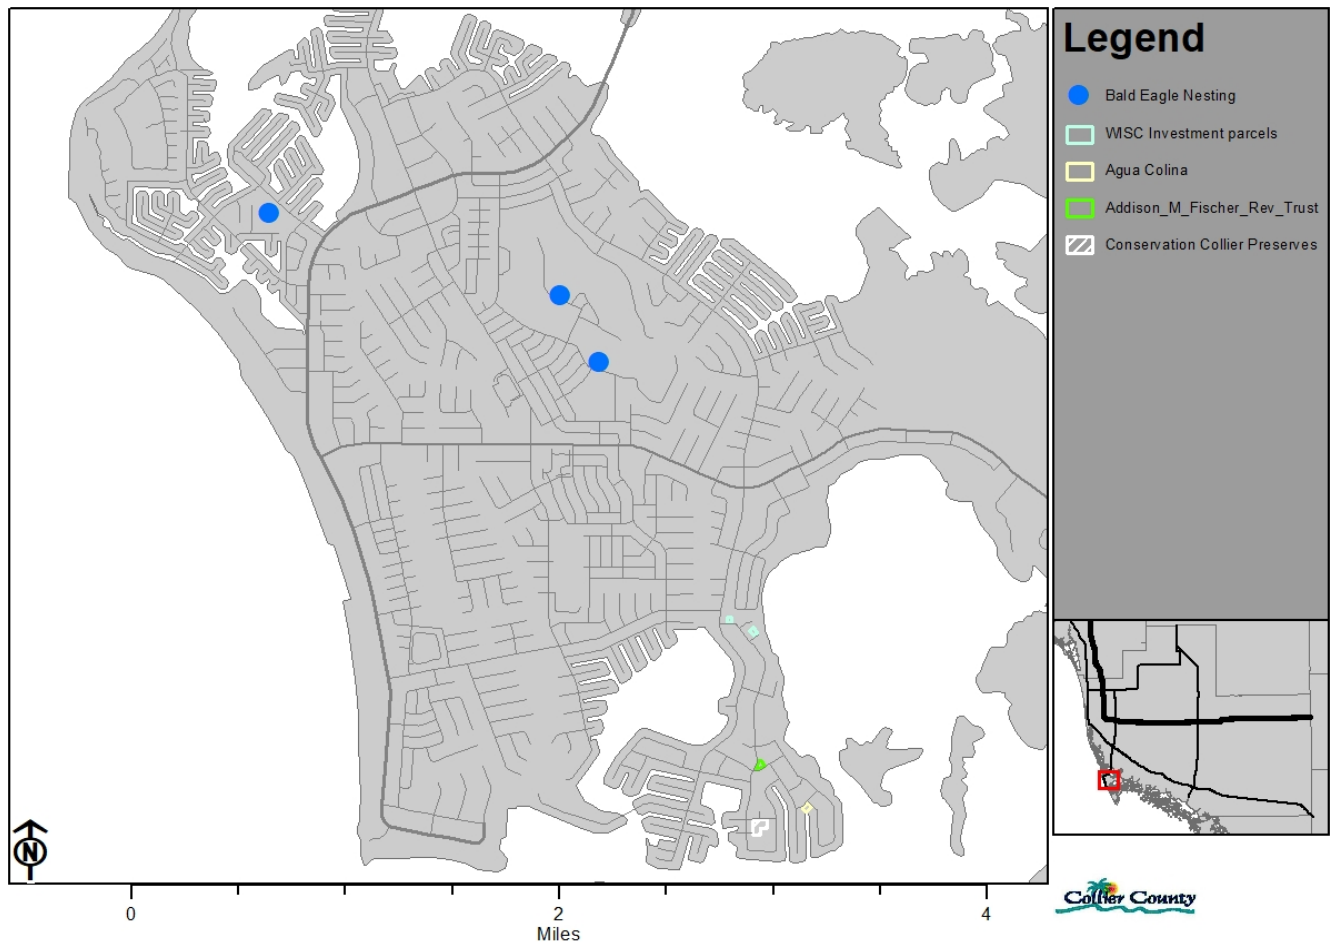 Legend
Bald Eagle Nesting
WISC Investment parcels
Agua Colina
Addison_M_Fischer_Rev_Trust
Conservation Collier Preserves
N
0 2 4
Miles
Collier County